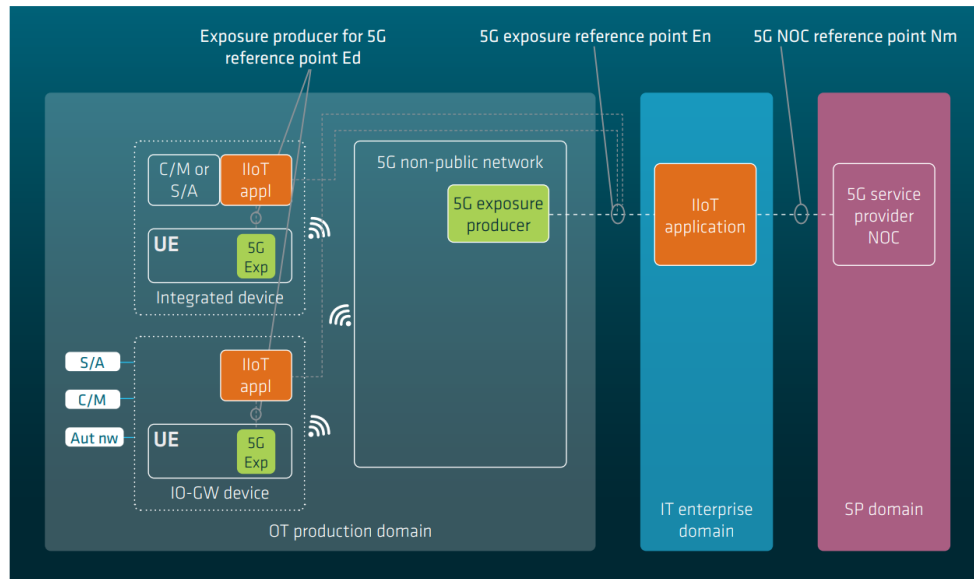 Exposure producer for 5G
reference point Ed
5G exposure reference point En
5G NOC reference point Nm
C/M or
S/A
IIoT
appl
UE
5G
Exp
Integrated device
5G non-public network
5G exposure
producer
IIoT
application
5G service
provider
NOC
S/A
C/M
Aut nw
IIoT
appl
UE
5G
Exp
IO-GW device
OT production domain
IT enterprise
domain
SP domain